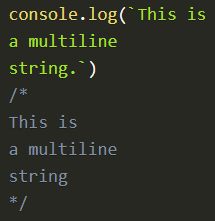 console.log(`This is
a multiline
string.`)
/*
This is
a multiline
string
*/